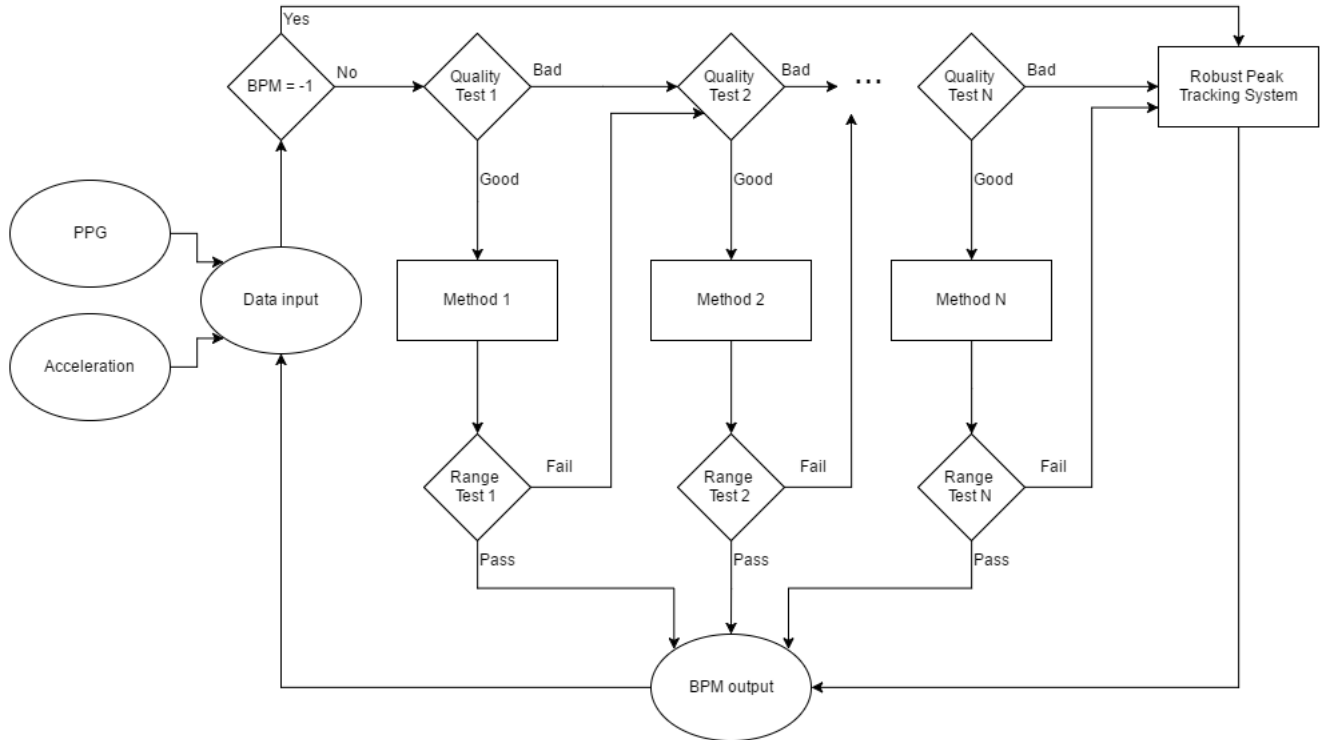 Yes
BPM = -1
No
Quality
Test 1
Bad
Quality
Test 2
Bad
...
Quality
Test N
Bad
Robust Peak
Tracking System
Good
Good
Good
PPG
Data input
Acceleration
Method 1
Method 2
Method N
Range
Test 1
Fail
Range
Test 2
Fail
Range
Test N
Fail
Pass
Pass
Pass
BPM output